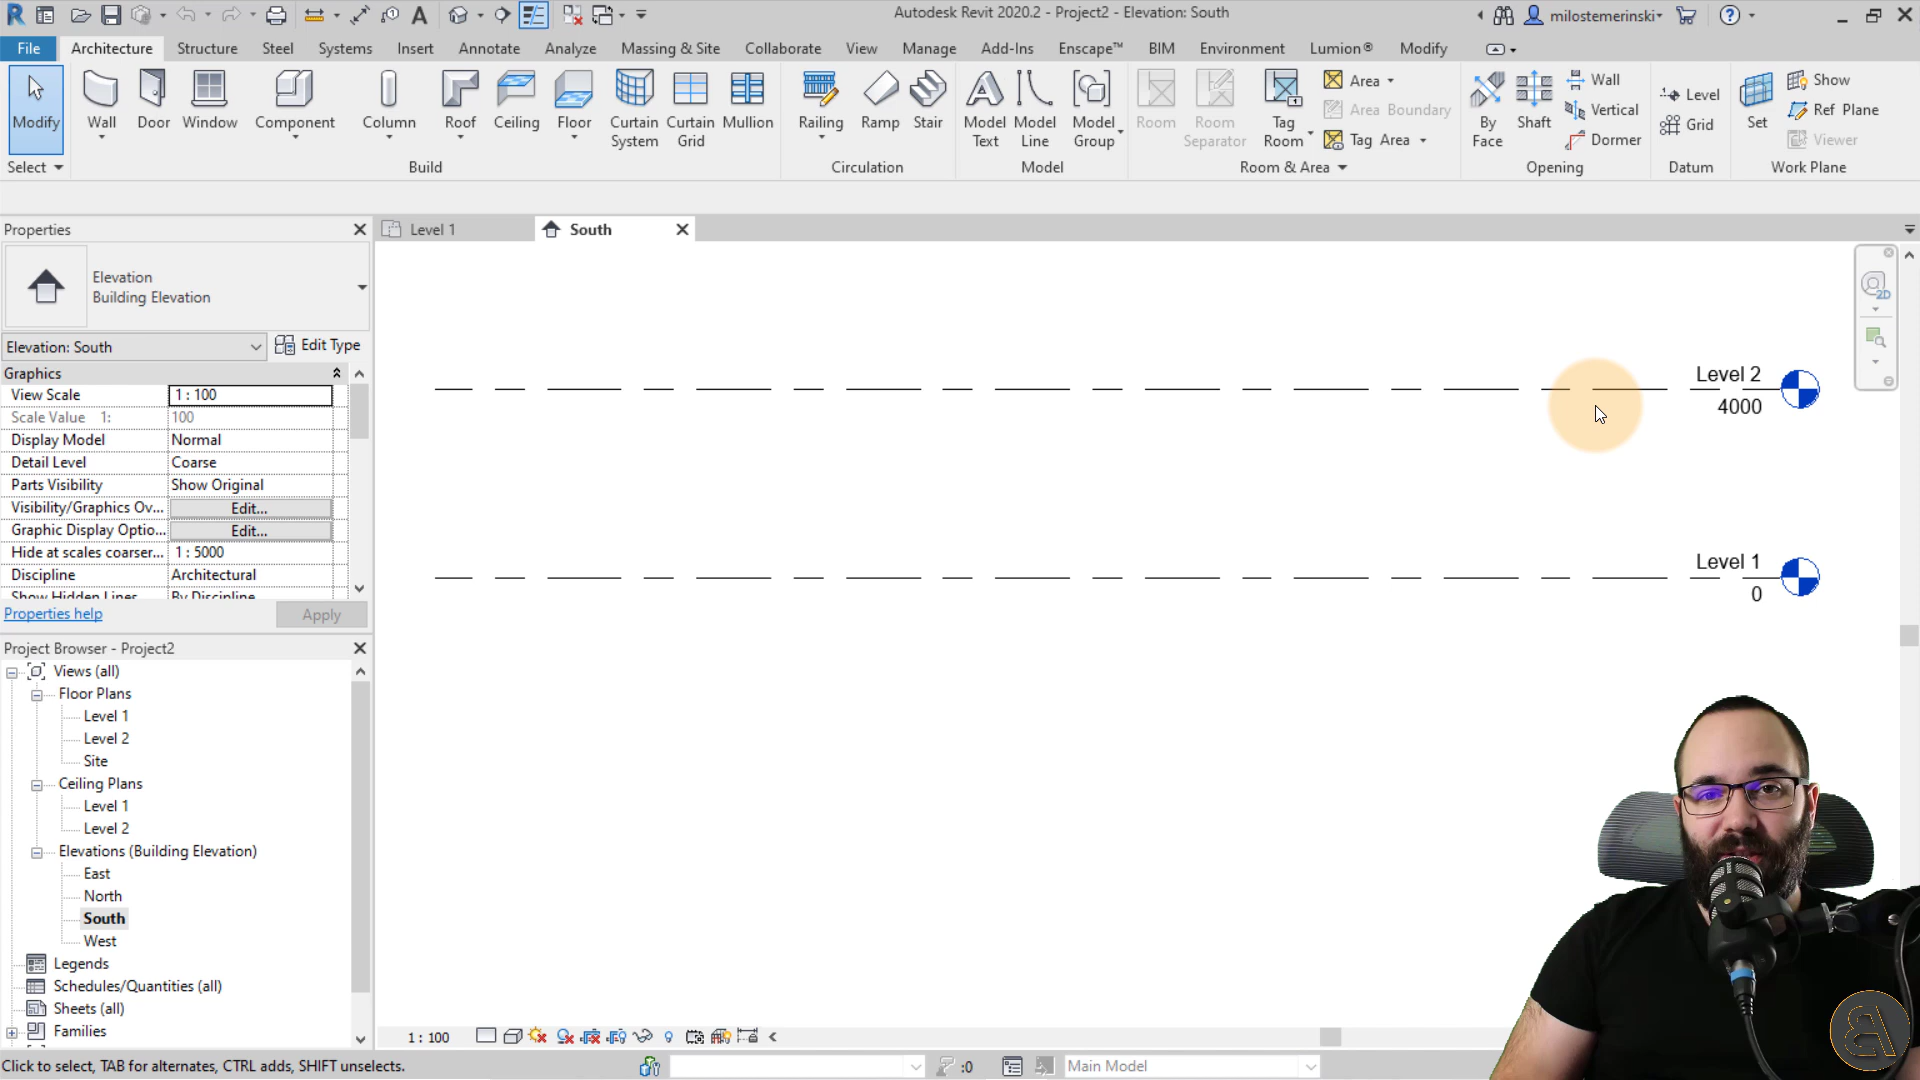 Autodesk Revit 2020.2 - Project2 - Elevation: South
milostemerinski
File Architecture Structure Steel Systems Insert Annotate Analyze Massing & Site Collaborate View Manage Add-Ins Enscape™ BIM Environment Lumion® Modify
Modify
Wall
Door
Window
Component
Column
Roof
Ceiling
Floor
Curtain System
Curtain Grid
Mullion
Railing
Ramp
Stair
Model Text
Model Line
Model Group
Room
Room Separator
Tag Room
Area
Area Boundary
Tag Area
By Face
Shaft
Wall
Vertical
Dormer
Level
Grid
Set
Show
Ref Plane
Viewer
Select Build Circulation Model Room & Area Opening Datum Work Plane
Properties
Elevation
Building Elevation
Elevation: South Edit Type
Graphics
View Scale 1 : 100
Scale Value 1: 100
Display Model Normal
Detail Level Coarse
Parts Visibility Show Original
Visibility/Graphics Ov... Edit...
Graphic Display Optio... Edit...
Hide at scales coarser... 1 : 5000
Discipline Architectural
Show Hidden Lines By Discipline
Properties help Apply
Project Browser - Project2
Views (all)
Floor Plans
Level 1
Level 2
Site
Ceiling Plans
Level 1
Level 2
Elevations (Building Elevation)
East
North
South
West
Legends
Schedules/Quantities (all)
Sheets (all)
Families
Level 1 South
2D
Level 2
4000
Level 1
0
1 : 100
Click to select, TAB for alternates, CTRL adds, SHIFT unselects.
:0
Main Model